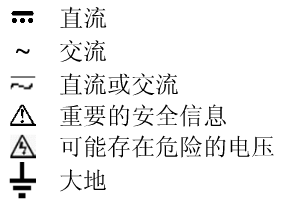 直流
~ 交流
直流或交流
重要的安全信息
可能存在危险的电压
大地